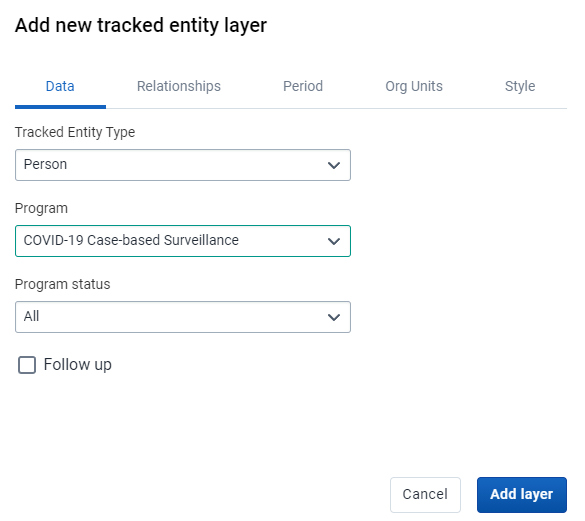 Add new tracked entity layer
Data Relationships Period Org Units Style
Tracked Entity Type
Person
Program
COVID-19 Case-based Surveillance
Program status
All
Follow up
Cancel Add layer